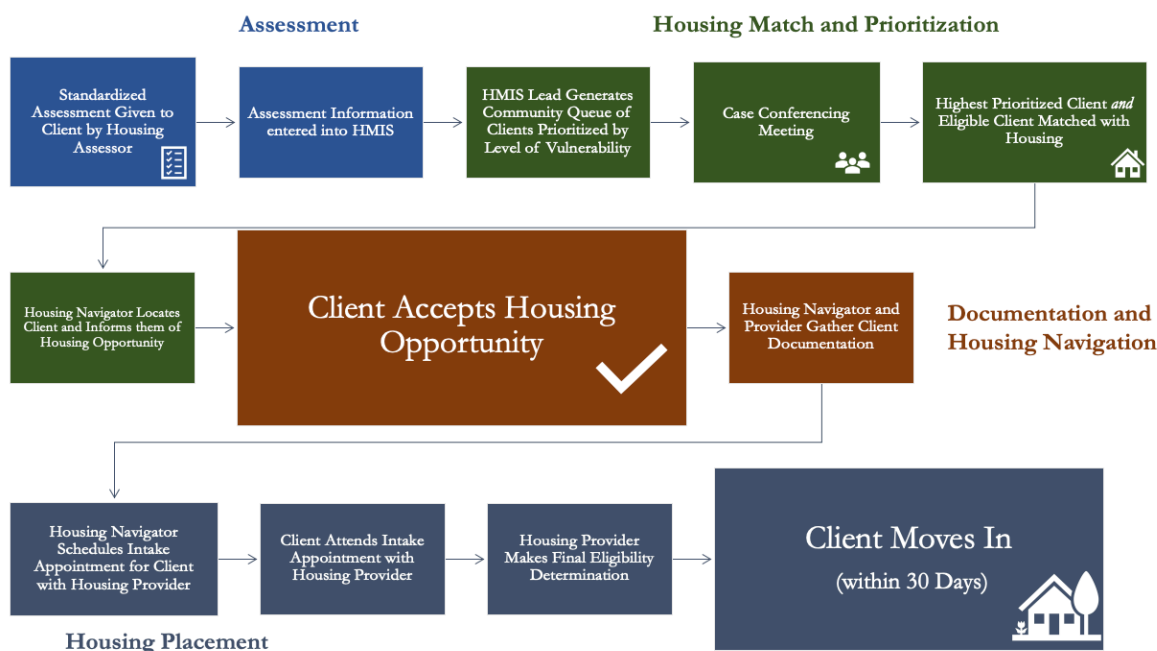 Assessment
Housing Match and Prioritization
Standardized
Assessment Given to
Client by Housing
Assessor
Assessment Information
entered into HMIS
HMIS Lead Generates
Community Queue of
Clients Prioritized by
Level of Vulnerability
Case Conferencing
Meeting
Highest Prioritized Client and
Eligible Client Matched with
Housing
Housing Navigator Locates
Client and Informs them of
Housing Opportunity
Client Accepts Housing
Opportunity
Housing Navigator and
Provider Gather Client
Documentation
Documentation and
Housing Navigation
Housing Navigator
Schedules Intake
Appointment for Client
with Housing Provider
Client Attends Intake
Appointment with
Housing Provider
Housing Provider
Makes Final Eligibility
Determination
Client Moves In
(within 30 Days)
Housing Placement